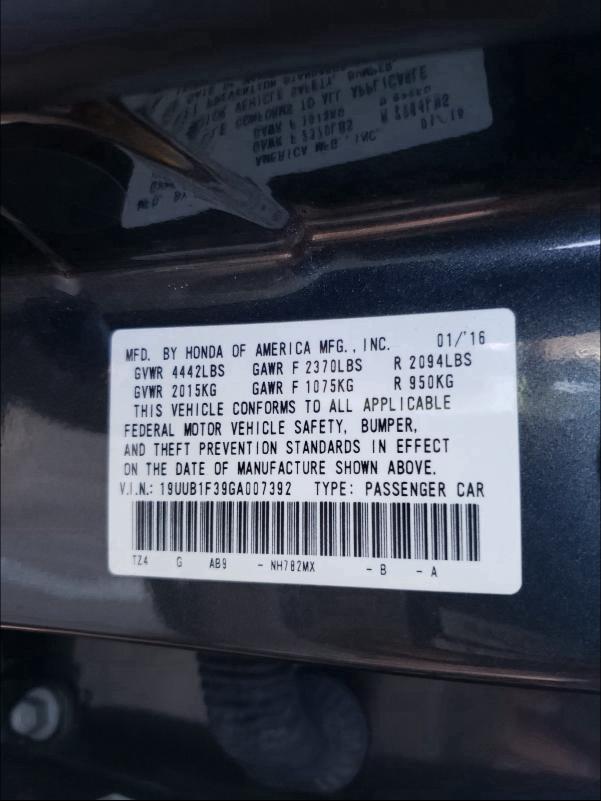 MFD. BY HONDA OF AMERICA MFG., INC. 01/'16
GVWR 4442LBS GAWR F 2370LBS R 2094LBS
GVWR 2015KG GAWR F 1075KG R 950KG
THIS VEHICLE CONFORMS TO ALL APPLICABLE
FEDERAL MOTOR VEHICLE SAFETY, BUMPER,
AND THEFT PREVENTION STANDARDS IN EFFECT
ON THE DATE OF MANUFACTURE SHOWN ABOVE.
V.I.N.: 19UUB1F39GA007392 TYPE: PASSENGER CAR
TZ4 G AB9 - NH782MX - B - A